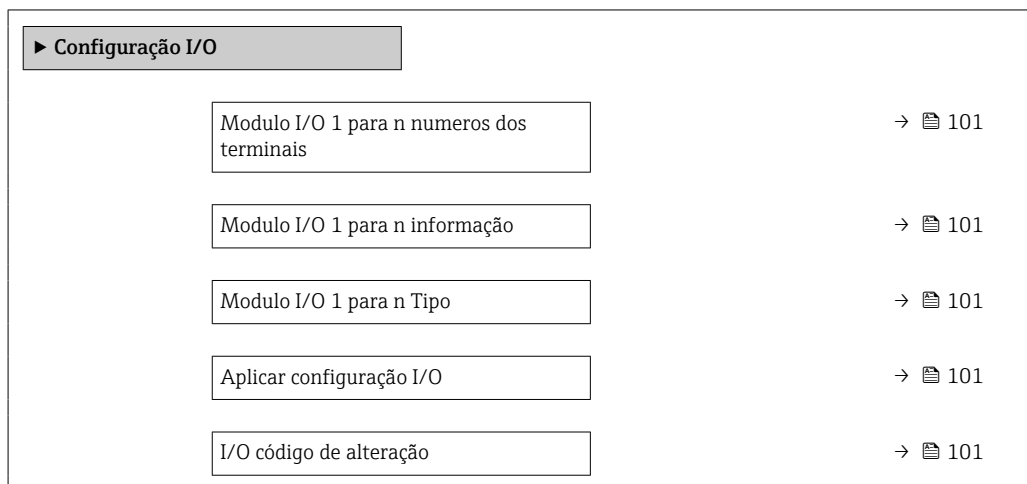 ▶ Configuração I/O
Modulo I/O 1 para n numeros dos
terminais
→ 101
Modulo I/O 1 para n informação
→ 101
Modulo I/O 1 para n Tipo
→ 101
Aplicar configuração I/O
→ 101
I/O código de alteração
→ 101